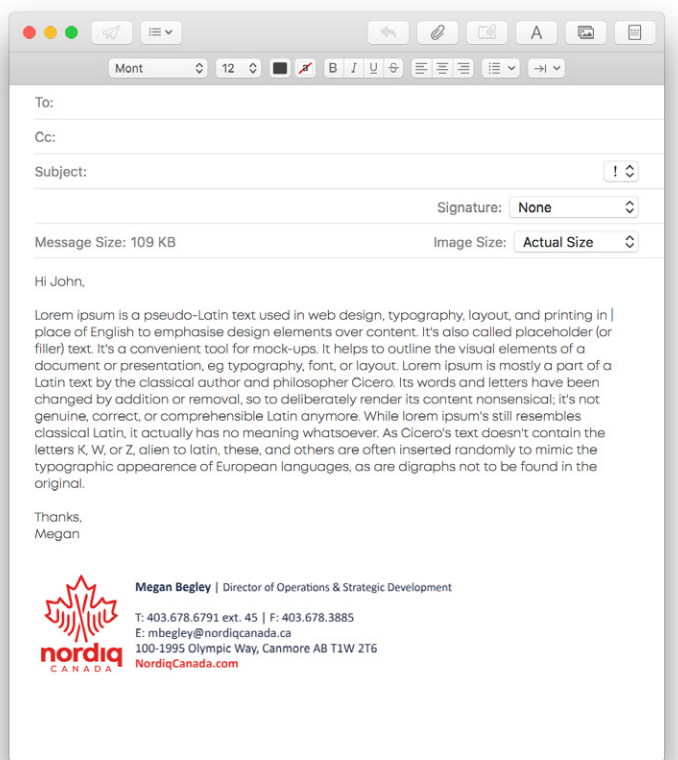 Mont 12 a B I U S
To:
Cc:
Subject: !
Signature: None
Message Size: 109 KB Image Size: Actual Size
Hi John,
Lorem ipsum is a pseudo-Latin text used in web design, typography, layout, and printing in
place of English to emphasise design elements over content. It's also called placeholder (or
filler) text. It's a convenient tool for mock-ups. It helps to outline the visual elements of a
document or presentation, eg typography, font, or layout. Lorem ipsum is mostly a part of a
Latin text by the classical author and philosopher Cicero. Its words and letters have been
changed by addition or removal, so to deliberately render its content nonsensical; it's not
genuine, correct, or comprehensible Latin anymore. While lorem ipsum's still resembles
classical Latin, it actually has no meaning whatsoever. As Cicero's text doesn't contain the
letters K, W, or Z, alien to latin, these, and others are often inserted randomly to mimic the
typographic appearence of European languages, as are digraphs not to be found in the
original.
Thanks,
Megan
nordiq
CANADA
Megan Begley | Director of Operations & Strategic Development
T: 403.678.6791 ext. 45 | F: 403.678.3885
E: mbegley@nordiqcanada.ca
100-1995 Olympic Way, Canmore AB T1W 2T6
NordiqCanada.com